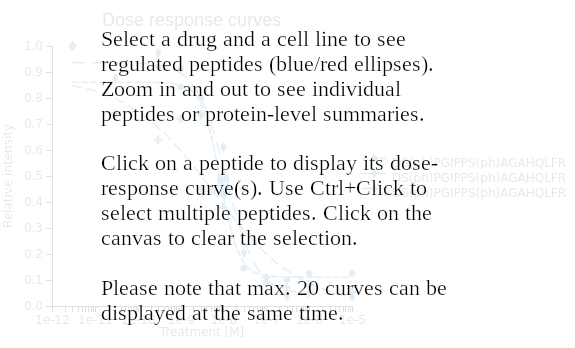 Dose response curves
Select a drug and a cell line to see
regulated peptides (blue/red ellipses).
Zoom in and out to see individual
peptides or protein-level summaries.
Click on a peptide to display its dose-
response curve(s). Use Ctrl+Click to
select multiple peptides. Click on the
canvas to clear the selection.
Please note that max. 20 curves can be
displayed at the same time.
Relative intensity
1.0
0.9
0.8
0.7
0.6
0.5
0.4
0.3
0.2
0.1
0.0
1e-12 1e-11 1e-5
Treatment [M]
PGIPPS(ph)AGAHQLFR
DS(ph)PGIPPS(ph)AGAHQLFR
PGIPPS(ph)AGAHQLFR